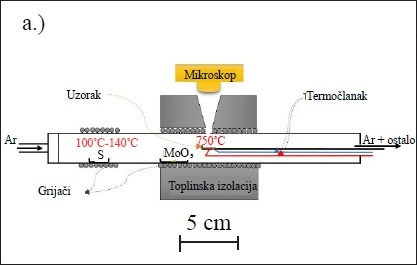 a.)
Mikroskop
Uzorak
Termočlanak
Ar
100°C-140°C
750°C
Ar + ostalo
S
MoO3
Grijači
Toplinska izolacija
5 cm